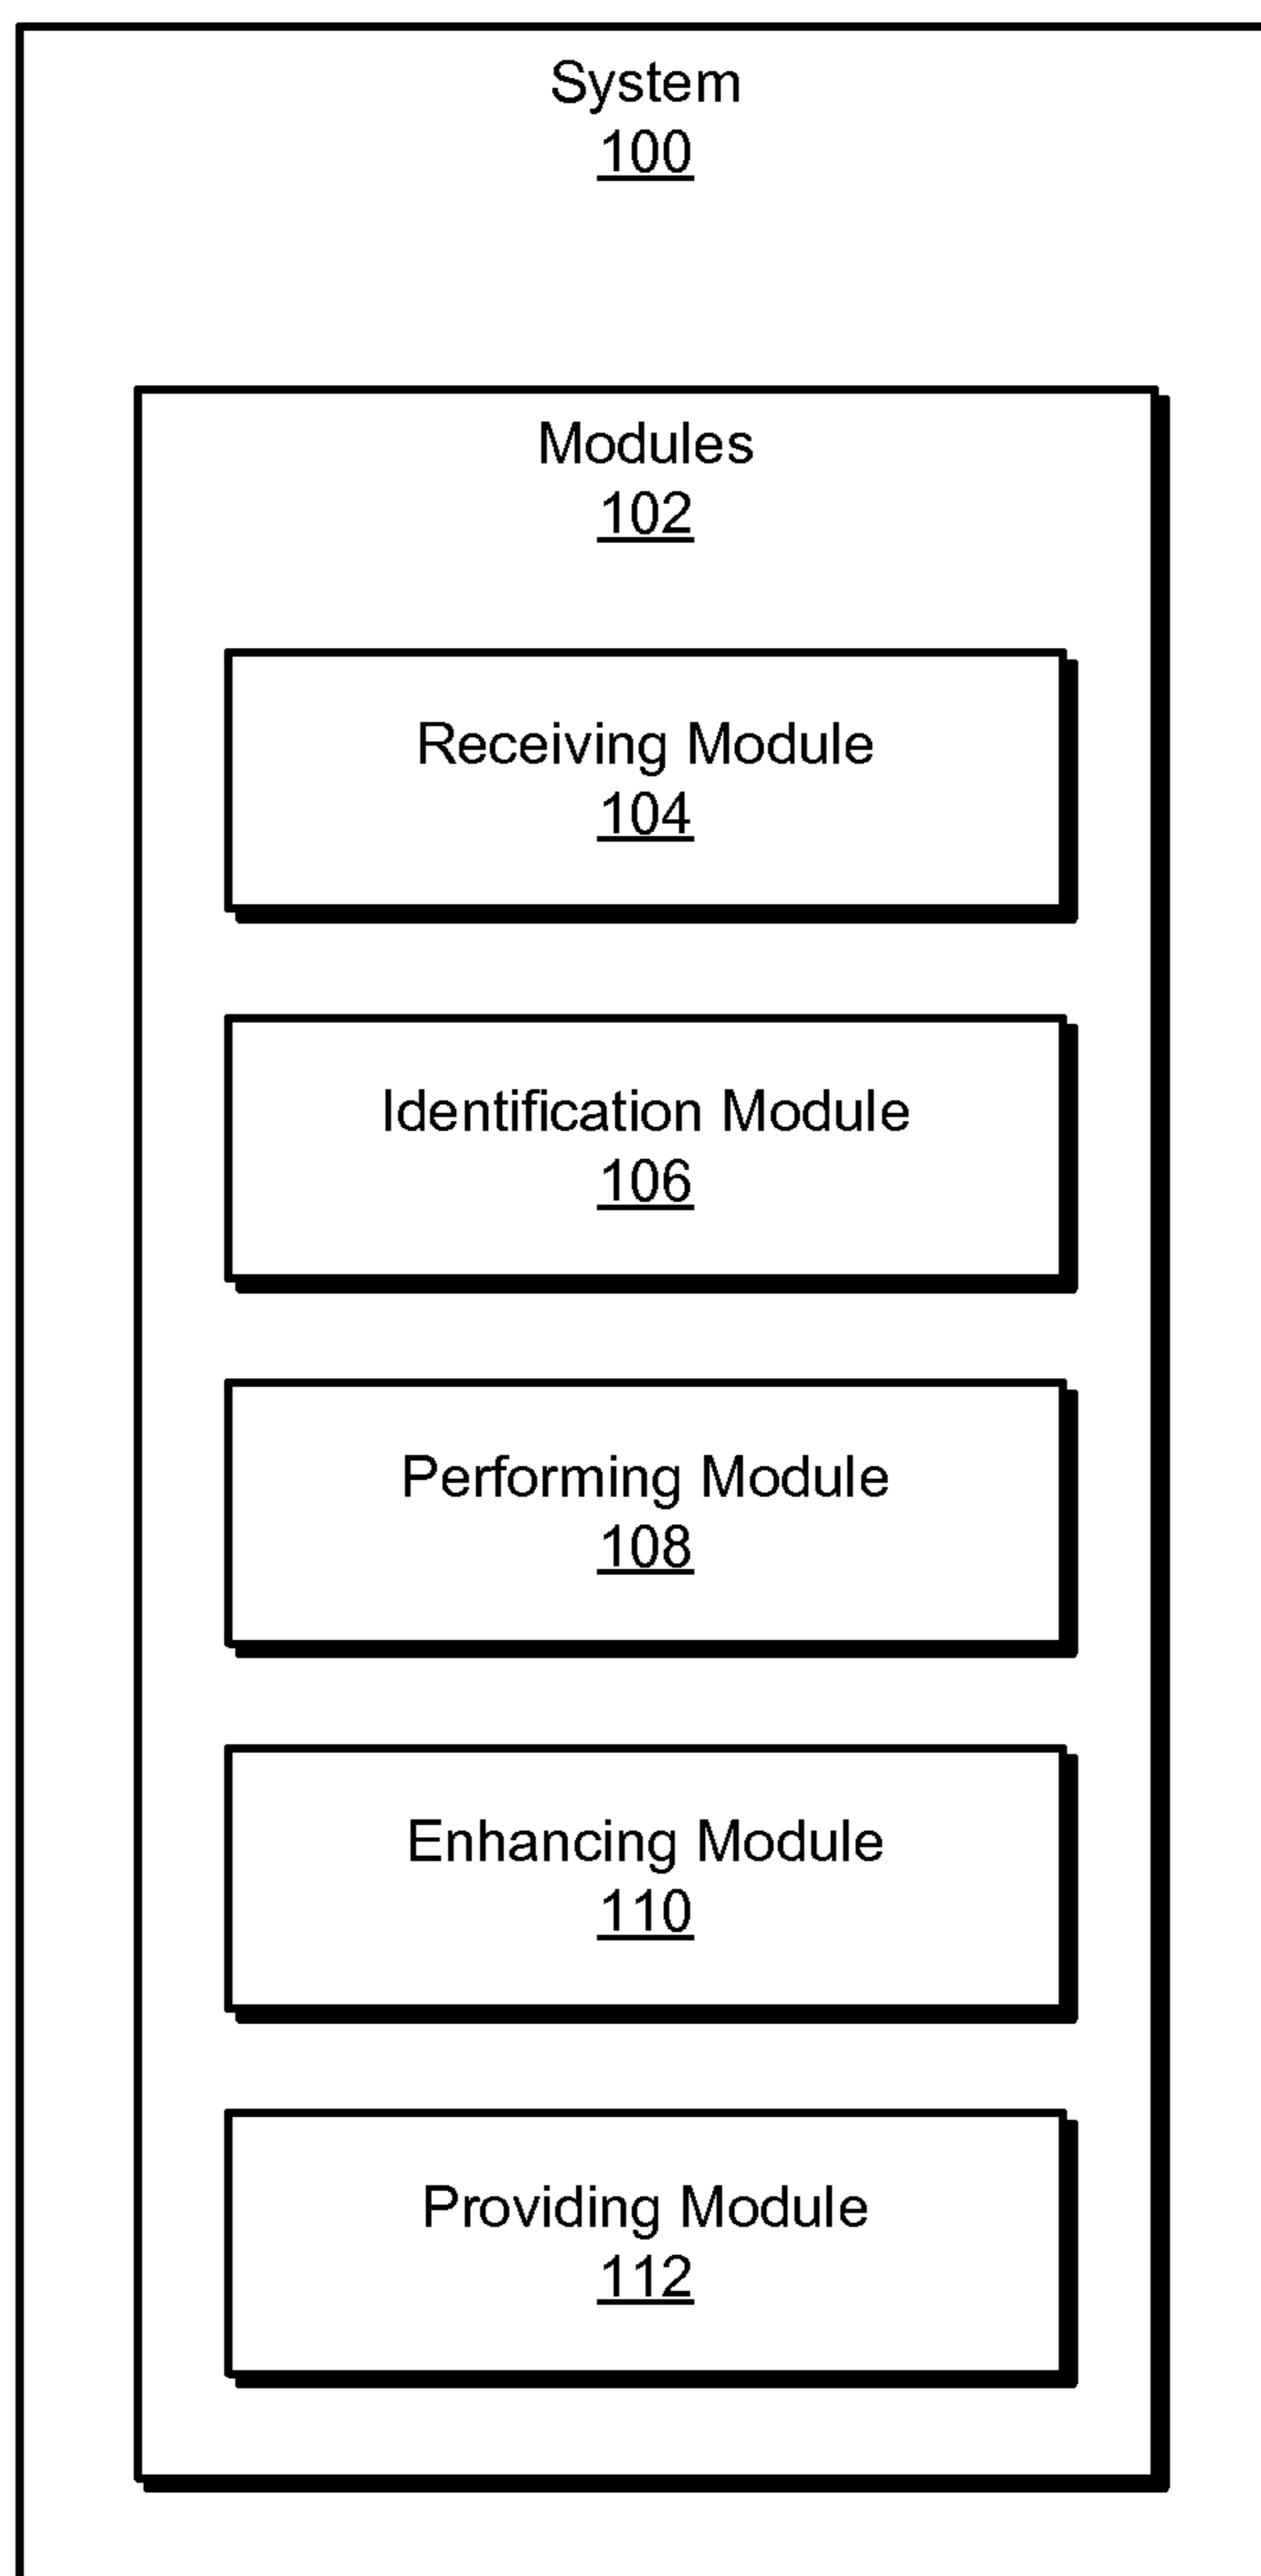 System
100
Modules
102
Receiving Module
104
Identification Module
106
Performing Module
108
Enhancing Module
110
Providing Module
112